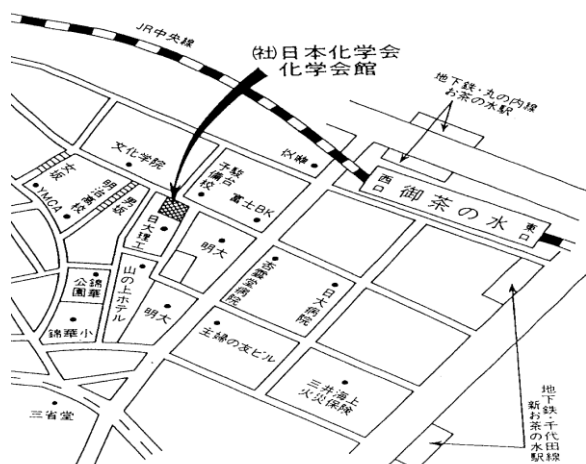 JR中央線
(社)日本化学会
化学会館
地下鉄・丸の内線
お茶の水駅
文化学院
駿台
予備校
富士BK
西口
御茶の水
東口
女坂
YMCA
明治高校
男坂
日大理工
明大
錦華
公園
錦華小
山の上ホテル
明大
杏雲堂病院
日大病院
主婦の友ビル
三井海上
火災保険
三省堂
地下鉄・千代田線
新お茶の水駅